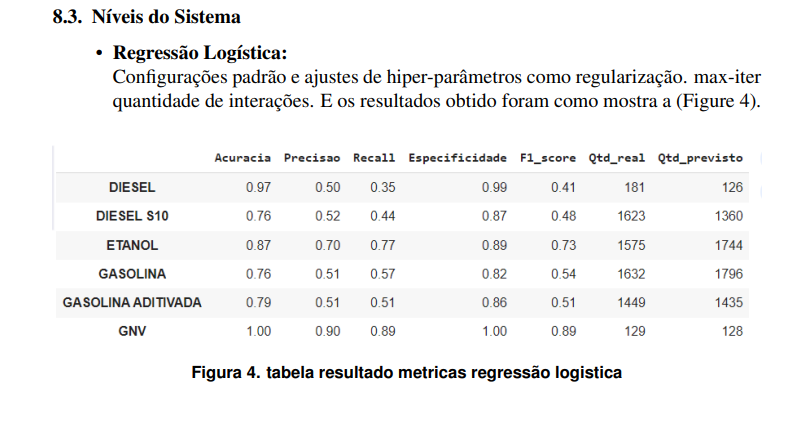 8.3. Níveis do Sistema
• Regressão Logística:
Configurações padrão e ajustes de hiper-parâmetros como regularização. max-iter
quantidade de interações. E os resultados obtido foram como mostra a (Figure 4).
Acuracia Precisao Recall Especificidade F1_score Qtd_real Qtd_previsto
DIESEL 0.97 0.50 0.35 0.99 0.41 181 126
DIESEL S10 0.76 0.52 0.44 0.87 0.48 1623 1360
ETANOL 0.87 0.70 0.77 0.89 0.73 1575 1744
GASOLINA 0.76 0.51 0.57 0.82 0.54 1632 1796
GASOLINA ADITIVADA 0.79 0.51 0.51 0.86 0.51 1449 1435
GNV 1.00 0.90 0.89 1.00 0.89 129 128
Figura 4. tabela resultado metricas regressão logistica